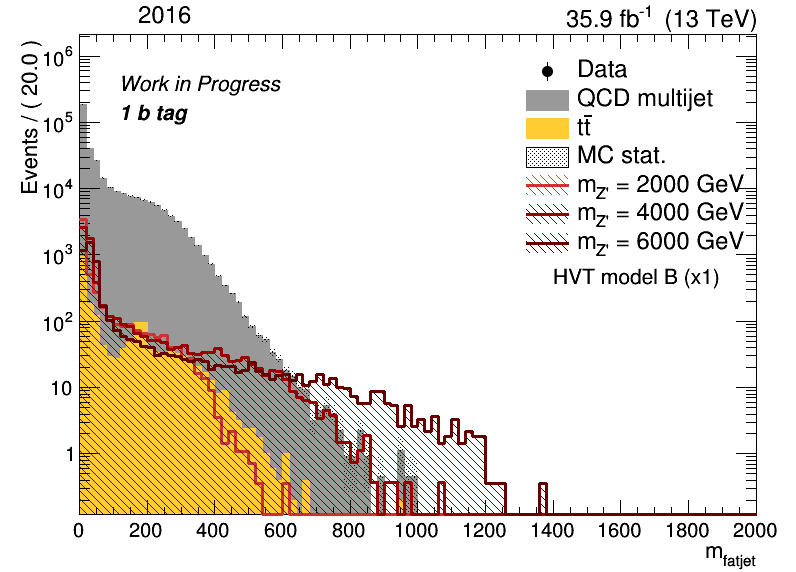 2016
35.9 fb⁻¹ (13 TeV)
Events / ( 20.0 )
10⁶
10⁵
10⁴
10³
10²
10
1
Work in Progress
1 b tag
Data
QCD multijet
tt̄
MC stat.
m_Z' = 2000 GeV
m_Z' = 4000 GeV
m_Z' = 6000 GeV
HVT model B (x1)
0 200 400 600 800 1000 1200 1400 1600 1800 2000
m_fatjet